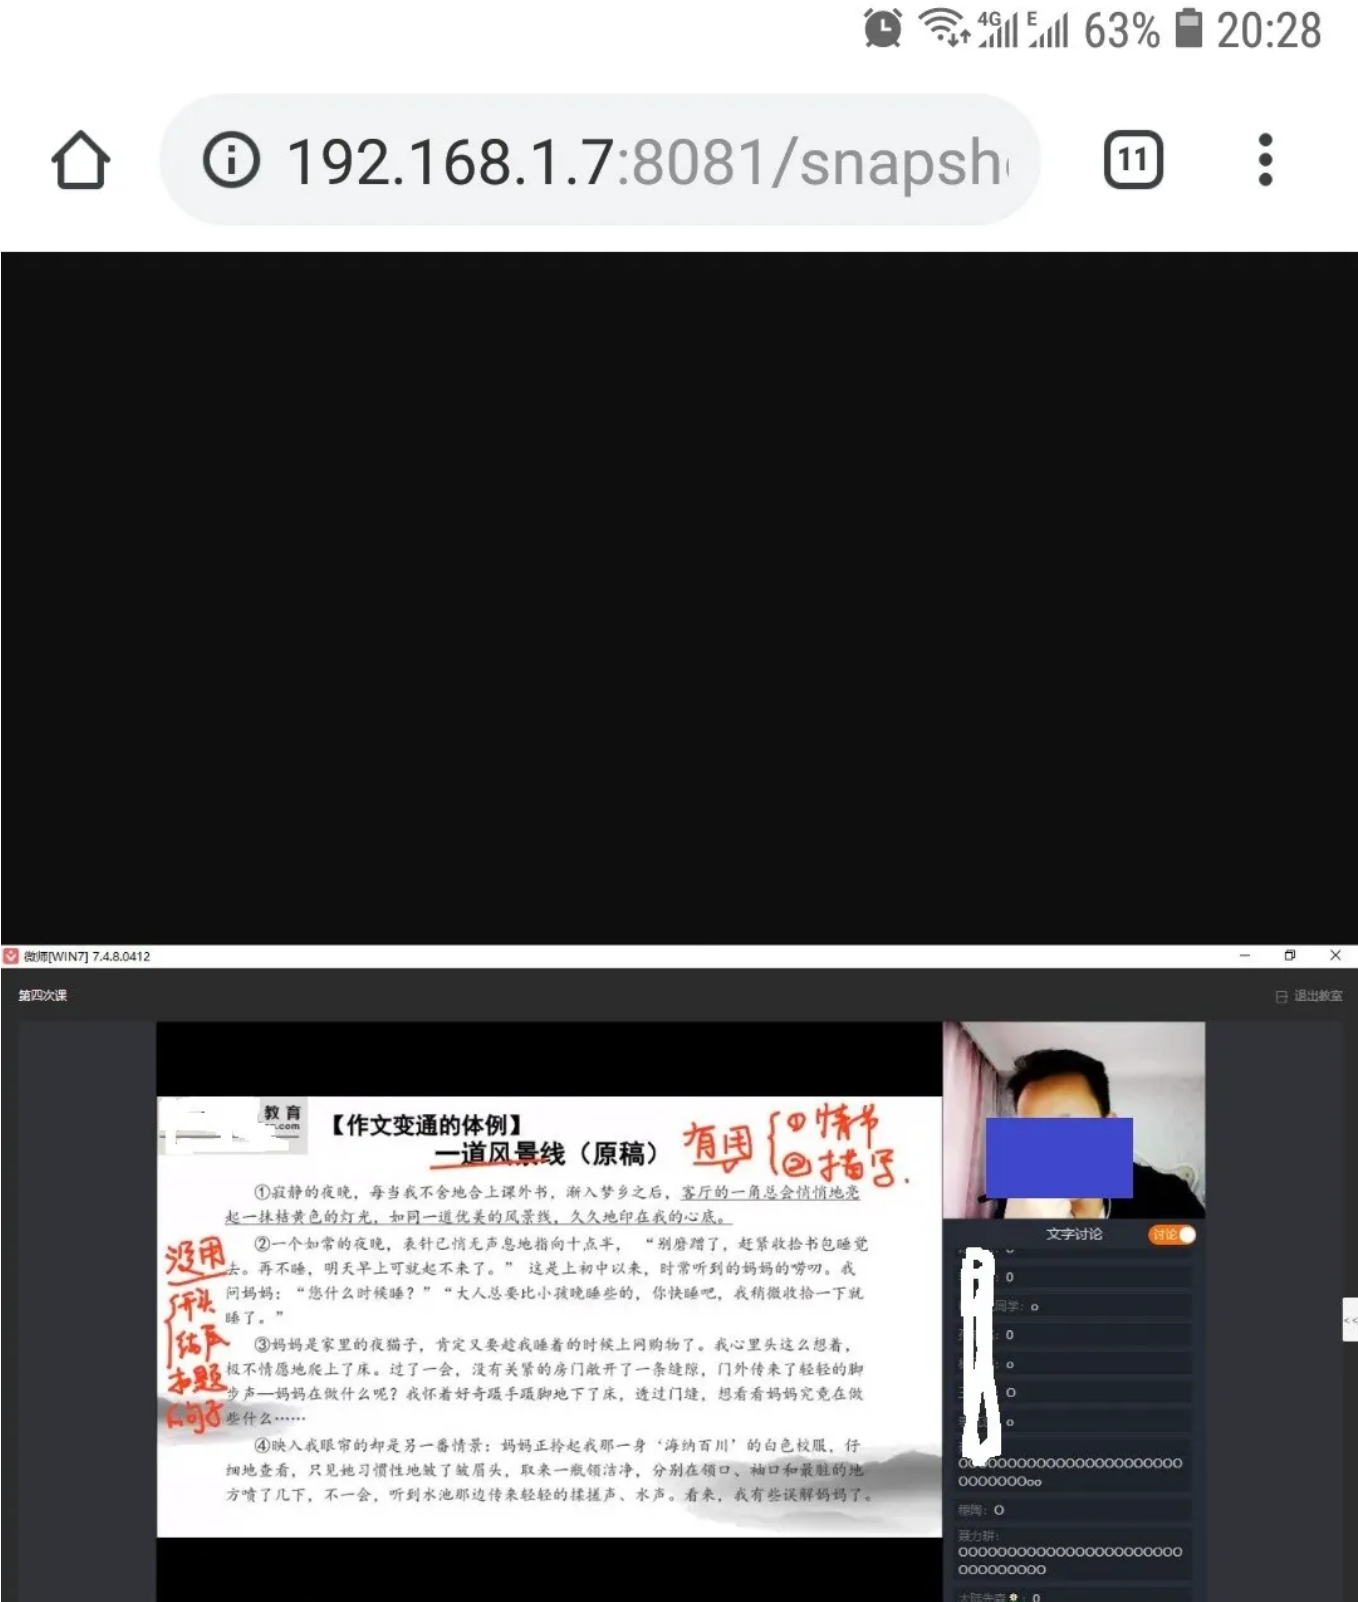 4G E 63% 20:28
192.168.1.7:8081/snapsh
11
微师[WIN7] 7.4.8.0412
第四次课
退出教室
教育
.com
【作文变通的体例】
一道风景线（原稿）
有用 ①情节
②描写.
①寂静的夜晚，每当我不舍地合上课外书，渐入梦乡之后，客厅的一角总会悄悄地亮
起一抹桔黄色的灯光，如同一道优美的风景线，久久地印在我的心底。
②一个如常的夜晚，表针已悄无声息地指向十点半， “别磨蹭了，赶紧收拾书包睡觉
去。再不睡，明天早上可就起不来了。” 这是上初中以来，时常听到的妈妈的唠叨。我
问妈妈：“您什么时候睡？”“大人总要比小孩晚睡些的，你快睡吧，我稍微收拾一下就
睡了。”
③妈妈是家里的夜猫子，肯定又要趁我睡着的时候上网购物了。我心里头这么想着，
极不情愿地爬上了床。过了一会，没有关紧的房门敞开了一条缝隙，门外传来了轻轻的脚
步声—妈妈在做什么呢？我怀着好奇蹑手蹑脚地下了床，透过门缝，想看看妈妈究竟在做
些什么……
④映入我眼帘的却是另一番情景：妈妈正拎起我那一身‘海纳百川’的白色校服，仔
细地查看，只见她习惯性地皱了皱眉头，取来一瓶领洁净，分别在领口、袖口和最脏的地
方喷了几下，不一会，听到水池那边传来轻轻的揉搓声、水声。看来，我有些误解妈妈了。
没用
开头
结尾
扣题
句子
文字讨论 讨论
0
同学：o
0
o
O
o
OOOOOOOOOOOOOOOOOOOOOOO
OOOOOOOoo
O
聂力耕：
OOOOOOOOOOOOOOOOOOOOOOO
OOOOOOOOO
0
<<